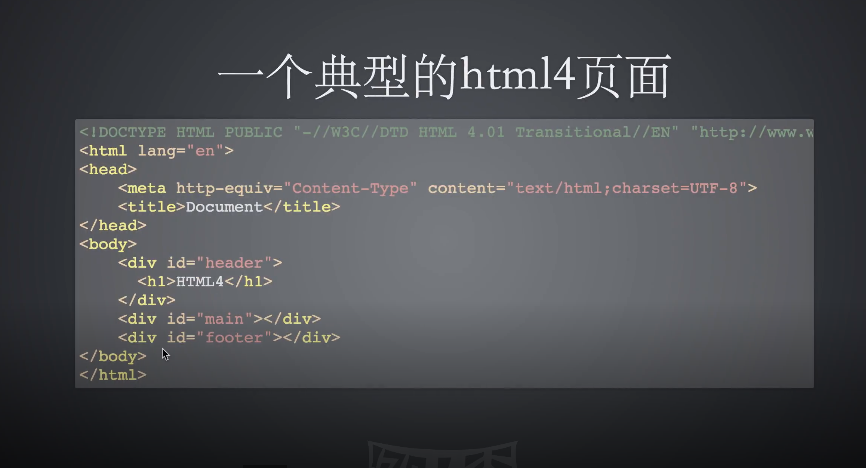 一个典型的html4页面
<!DOCTYPE HTML PUBLIC "-//W3C//DTD HTML 4.01 Transitional//EN" "http://www.w
<html lang="en">
<head>
<meta http-equiv="Content-Type" content="text/html;charset=UTF-8">
<title>Document</title>
</head>
<body>
<div id="header">
<h1>HTML4</h1>
</div>
<div id="main"></div>
<div id="footer"></div>
</body>
</html>